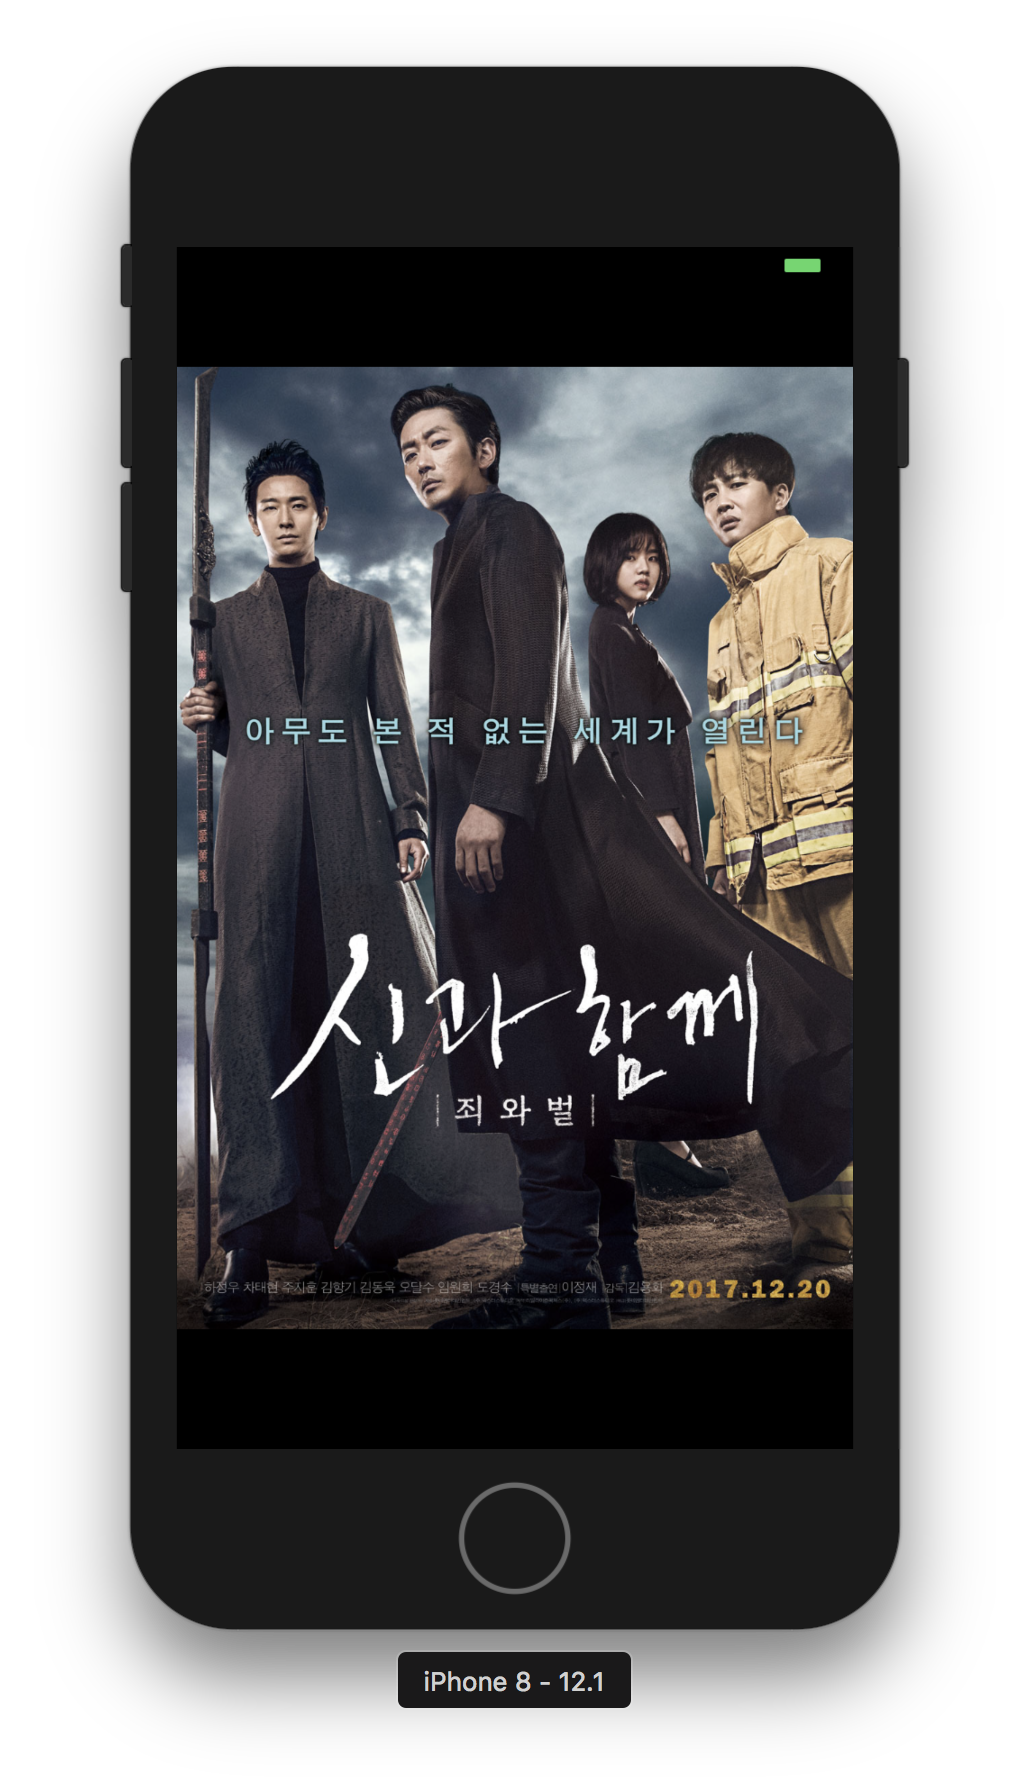 아무도 본 적 없는 세계가 열린다
신과함께
죄와벌
하정우 차태현 주지훈 김향기 김동욱 오달수 임원희 도경수 |특별출연|이정재 |감독|김용화 2017.12.20
iPhone 8 - 12.1